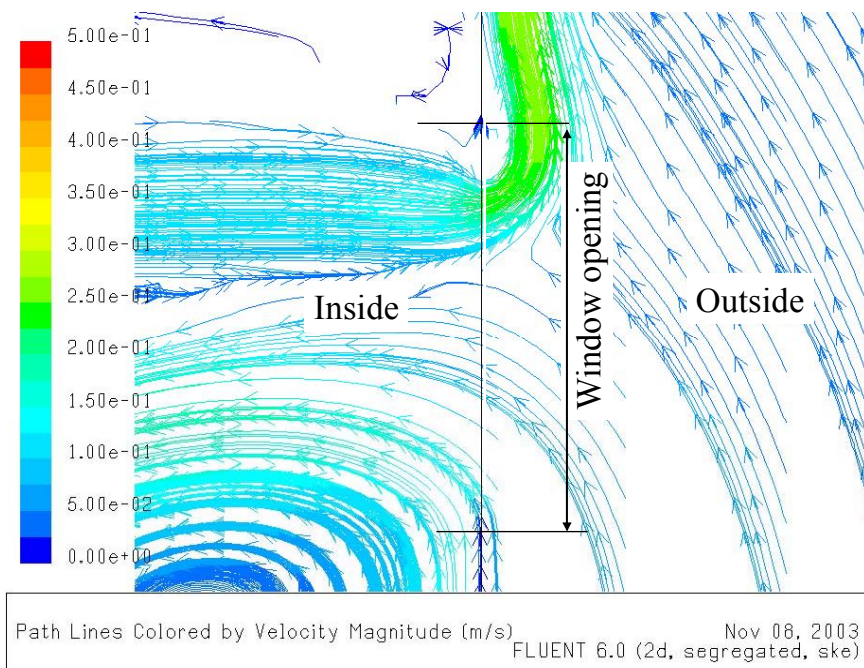 5.00e-01
4.50e-01
4.00e-01
3.50e-01
3.00e-01
2.50e-01
2.00e-01
1.50e-01
1.00e-01
5.00e-02
0.00e+00
Inside
Window opening
Outside
Path Lines Colored by Velocity Magnitude (m/s)
Nov 08, 2003
FLUENT 6.0 (2d, segregated, ske)